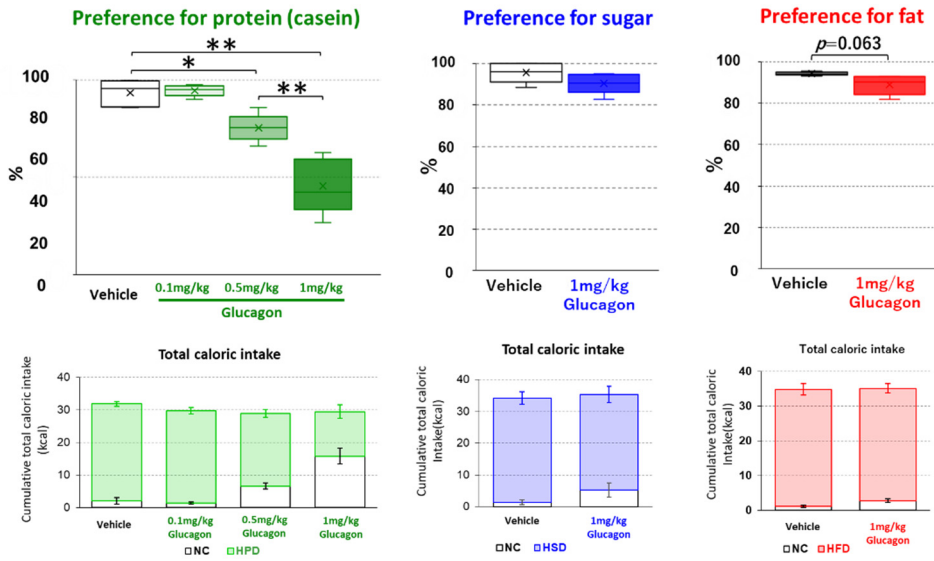 Preference for protein (casein)
**
*
**
100
80
60
40
20
0
%
Vehicle
0.1mg/kg
0.5mg/kg
1mg/kg
Glucagon
Preference for sugar
100
80
60
40
20
0
%
Vehicle
1mg/kg
Glucagon
Preference for fat
p=0.063
100
80
60
40
20
0
%
Vehicle
1mg/kg
Glucagon
Total caloric intake
Cumulative total caloric intake
(kcal)
40
30
20
10
0
Vehicle
0.1mg/kg
Glucagon
0.5mg/kg
Glucagon
1mg/kg
Glucagon
NC HPD
Total caloric intake
Cumulative total caloric
Intake(kcal)
40
30
20
10
0
Vehicle
1mg/kg
Glucagon
NC HSD
Total caloric intake
Cumulative total caloric
Intake(kcal)
40
30
20
10
0
Vehicle
1mg/kg
Glucagon
NC HFD